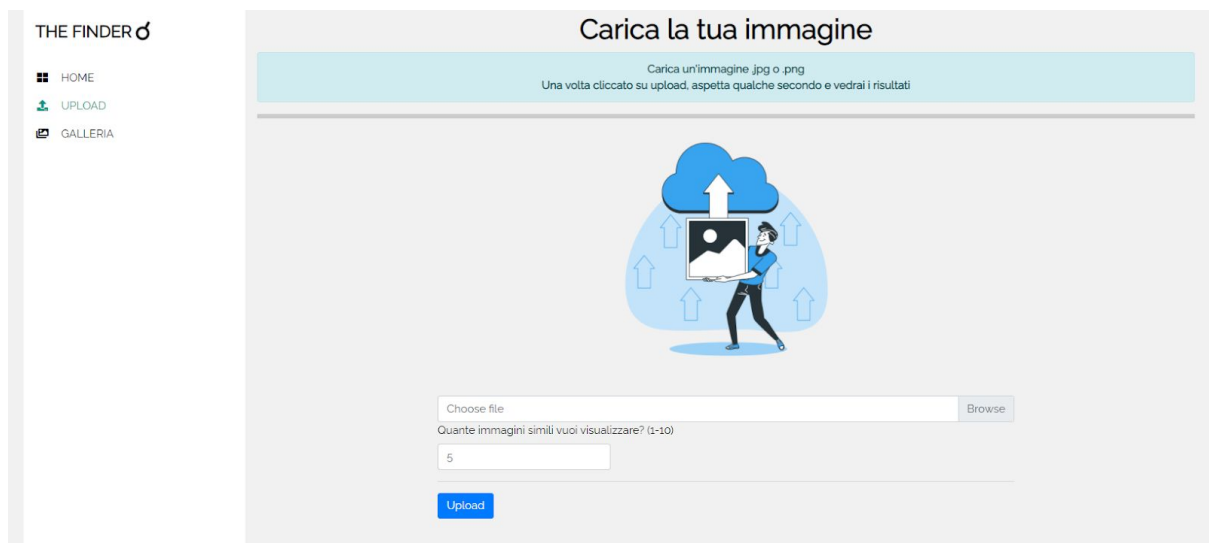 THE FINDER
HOME
UPLOAD
GALLERIA
Carica la tua immagine
Carica un'immagine .jpg o .png
Una volta cliccato su upload, aspetta qualche secondo e vedrai i risultati
Choose file
Browse
Quante immagini simili vuoi visualizzare? (1-10)
5
Upload